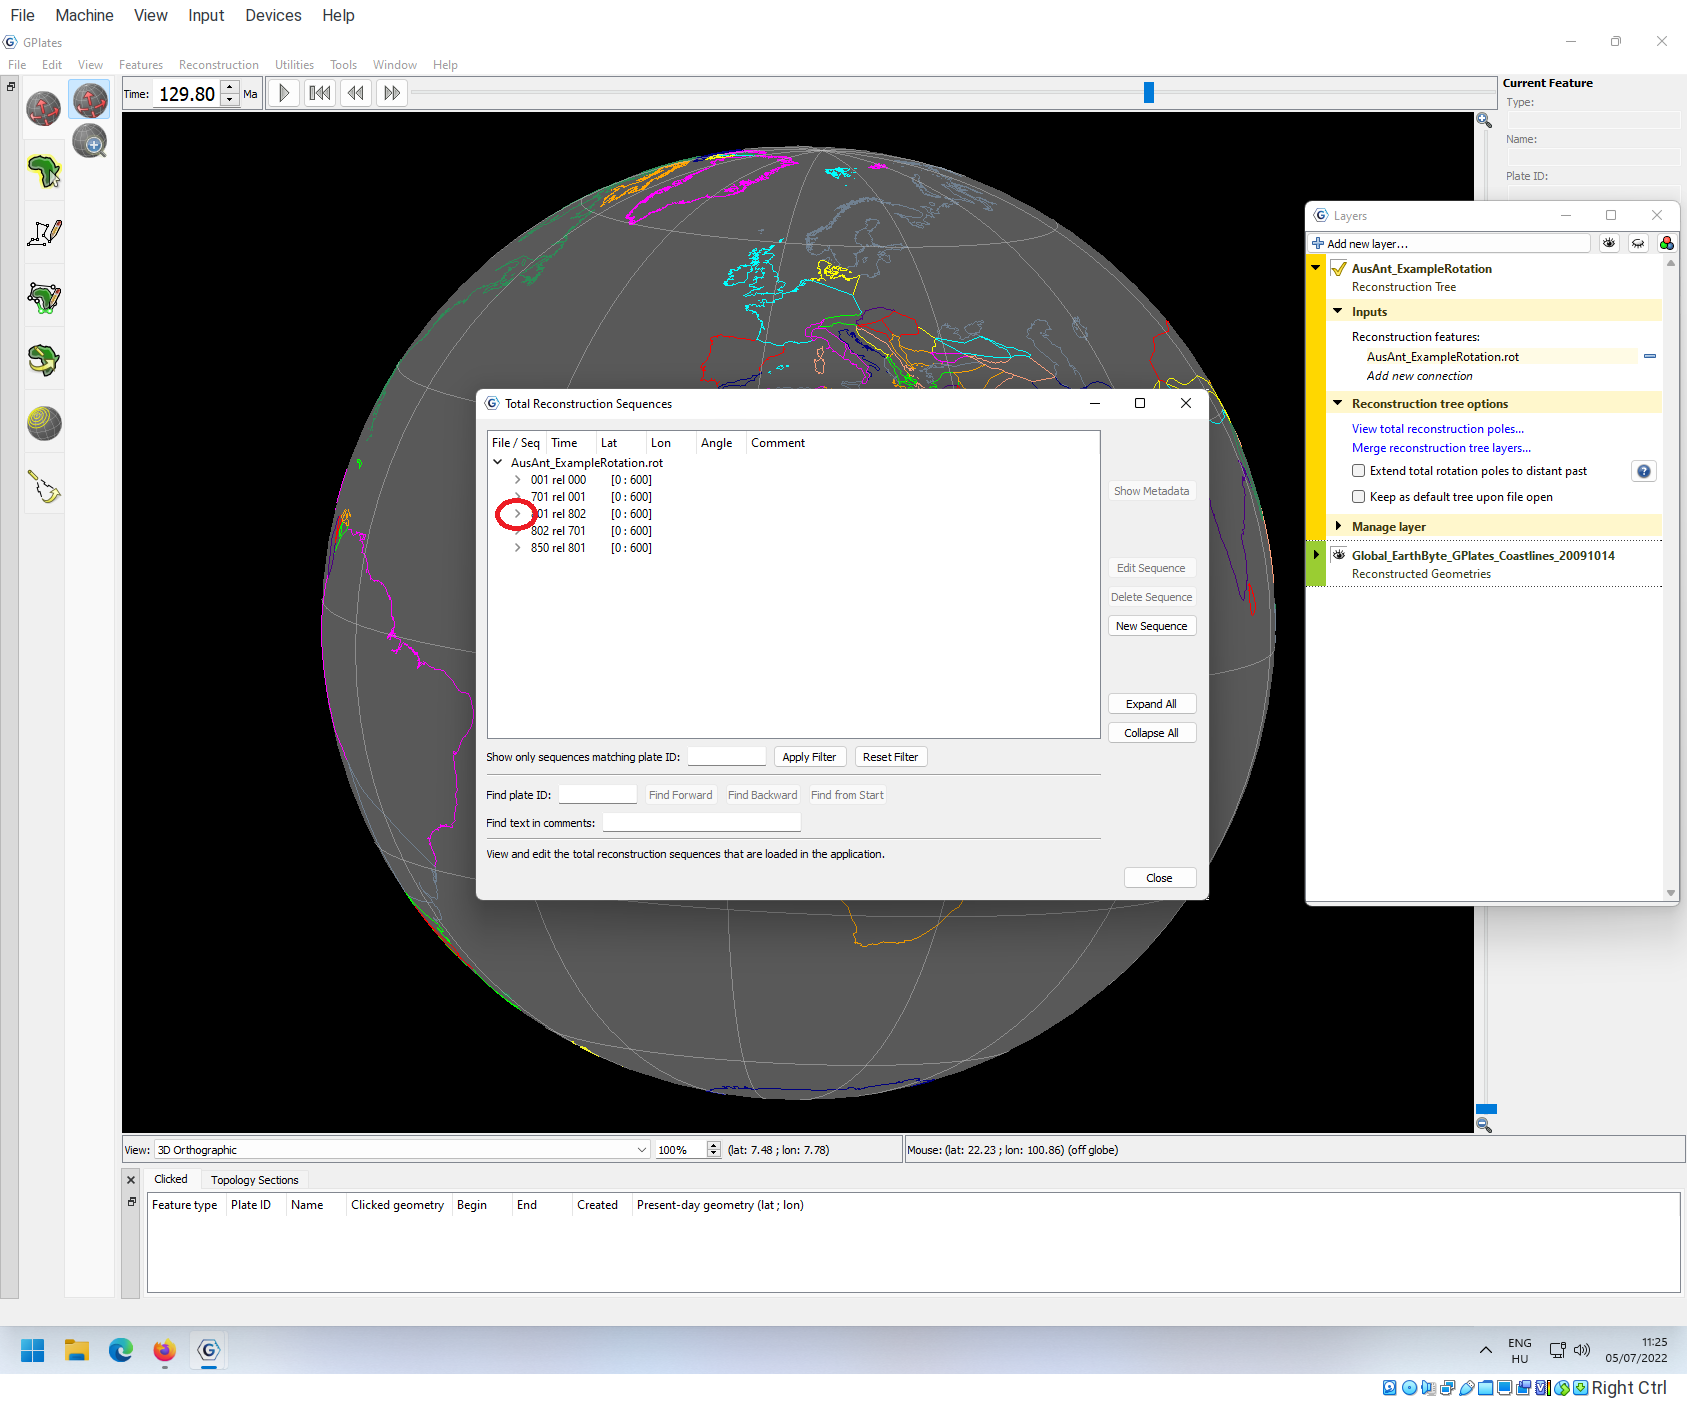 File Machine View Input Devices Help
GPlates
File Edit View Features Reconstruction Utilities Tools Window Help
Time: 129.80 Ma
Current Feature
Type:
Name:
Plate ID:
Layers
Add new layer...
AusAnt_ExampleRotation
Reconstruction Tree
Inputs
Reconstruction features:
AusAnt_ExampleRotation.rot
Add new connection
Reconstruction tree options
View total reconstruction poles...
Merge reconstruction tree layers...
Extend total rotation poles to distant past
Keep as default tree upon file open
Manage layer
Global_EarthByte_GPlates_Coastlines_20091014
Reconstructed Geometries
Total Reconstruction Sequences
File / Seq Time Lat Lon Angle Comment
AusAnt_ExampleRotation.rot
001 rel 000 [0 : 600]
701 rel 001 [0 : 600]
01 rel 802 [0 : 600]
802 rel 701 [0 : 600]
850 rel 801 [0 : 600]
Show Metadata
Edit Sequence
Delete Sequence
New Sequence
Expand All
Collapse All
Show only sequences matching plate ID: Apply Filter Reset Filter
Find plate ID: Find Forward Find Backward Find from Start
Find text in comments:
View and edit the total reconstruction sequences that are loaded in the application.
Close
View: 3D Orthographic 100% (lat: 7.48 ; lon: 7.78) Mouse: (lat: 22.23 ; lon: 100.86) (off globe)
Clicked Topology Sections
Feature type Plate ID Name Clicked geometry Begin End Created Present-day geometry (lat ; lon)
ENG
HU
11:25
05/07/2022
Right Ctrl